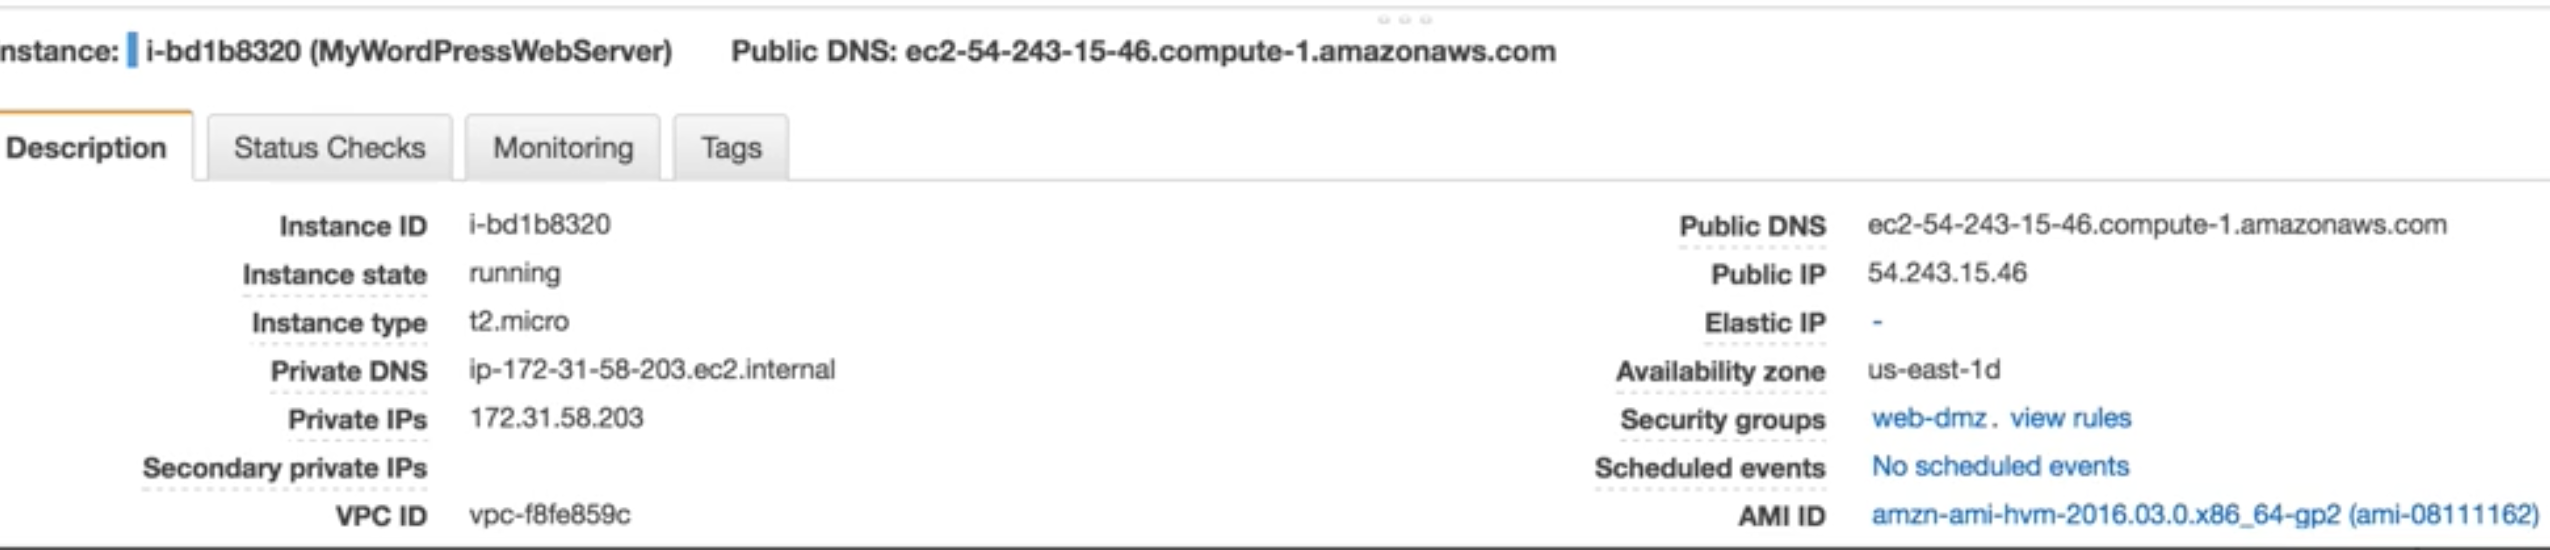 nstance: i-bd1b8320 (MyWordPressWebServer) Public DNS: ec2-54-243-15-46.compute-1.amazonaws.com
Description Status Checks Monitoring Tags
Instance ID i-bd1b8320 Public DNS ec2-54-243-15-46.compute-1.amazonaws.com
Instance state running Public IP 54.243.15.46
Instance type t2.micro Elastic IP -
Private DNS ip-172-31-58-203.ec2.internal Availability zone us-east-1d
Private IPs 172.31.58.203 Security groups web-dmz. view rules
Secondary private IPs Scheduled events No scheduled events
VPC ID vpc-f8fe859c AMI ID amzn-ami-hvm-2016.03.0.x86_64-gp2 (ami-08111162)